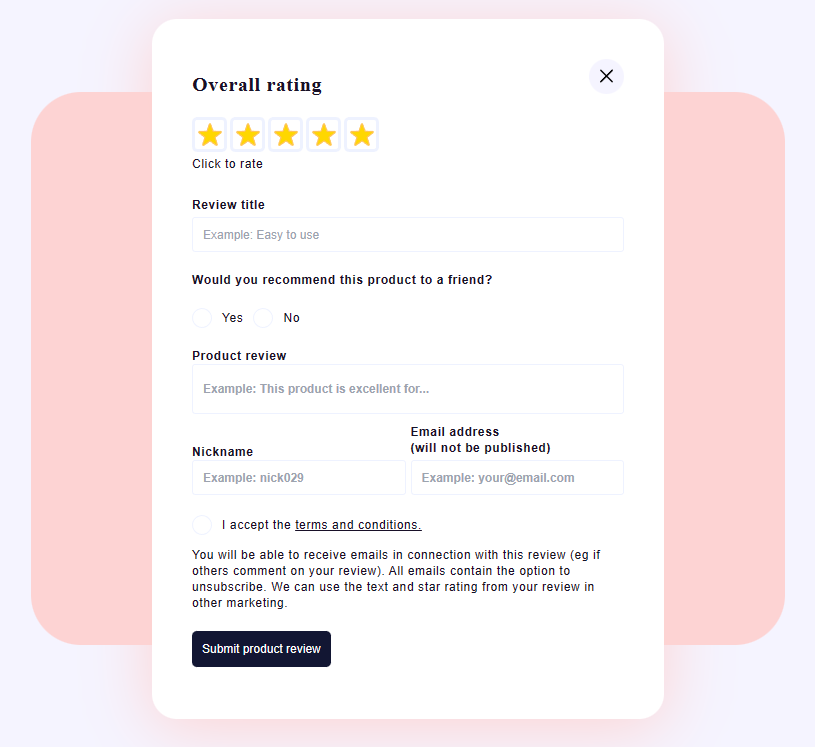 Overall rating
Click to rate
Review title
Example: Easy to use
Would you recommend this product to a friend?
Yes No
Product review
Example: This product is excellent for...
Nickname
Example: nick029
Email address
(will not be published)
Example: your@email.com
I accept the terms and conditions.
You will be able to receive emails in connection with this review (eg if
others comment on your review). All emails contain the option to
unsubscribe. We can use the text and star rating from your review in
other marketing.
Submit product review